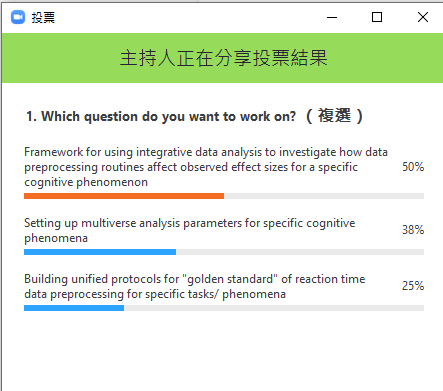 投票
主持人正在分享投票結果
1. Which question do you want to work on? （複選）
Framework for using integrative data analysis to investigate how data
preprocessing routines affect observed effect sizes for a specific
cognitive phenomenon
50%
Setting up multiverse analysis parameters for specific cognitive
phenomena
38%
Building unified protocols for "golden standard" of reaction time
data preprocessing for specific tasks/ phenomena
25%